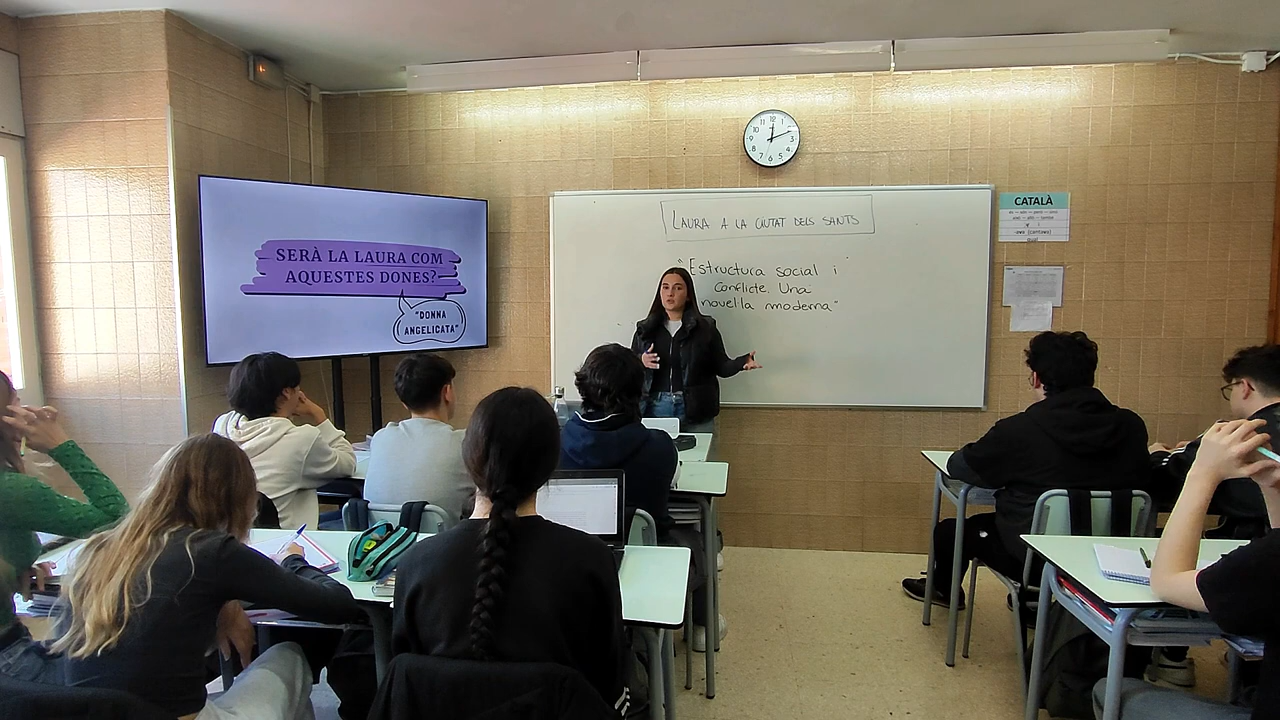 SERÀ LA LAURA COM
AQUESTES DONES?
"DONNA
ANGELICATA"
LAURA A LA CIUTAT DELS SANTS
"Estructura social i
Conflicte. Una
novel·la moderna"
CATALÀ